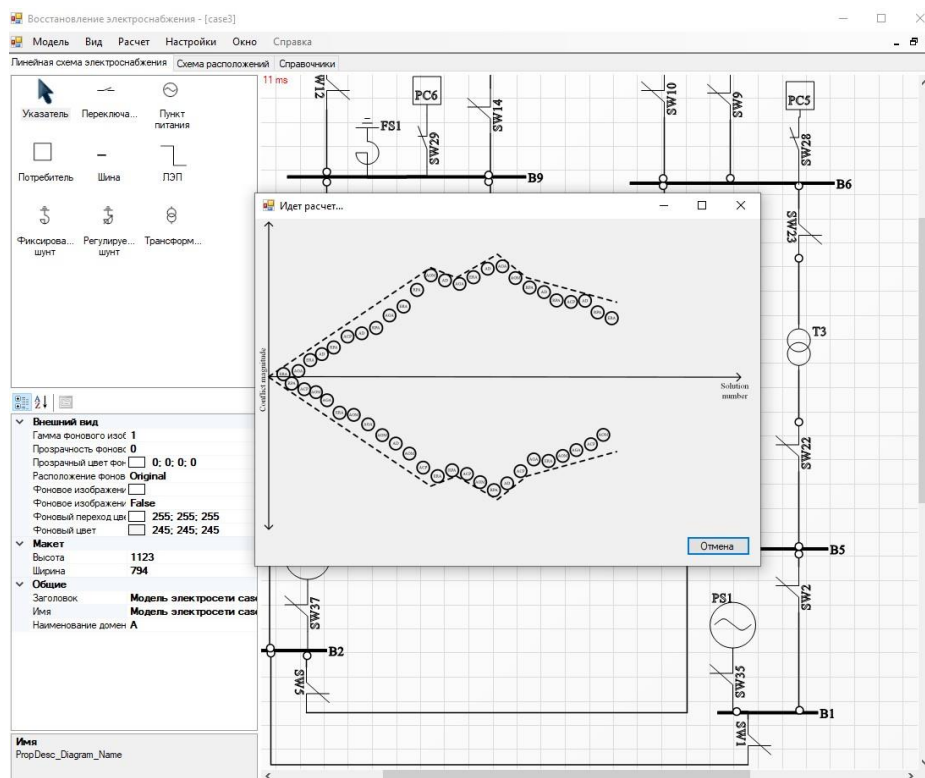 Восстановление электроснабжения - [case3]
Модель Вид Расчет Настройки Окно Справка
Линейная схема электроснабжения Схема расположений Справочники
Указатель Переключа... Пункт
питания
Потребитель Шина ЛЭП
Фиксирова...
шунт
Регулируе...
шунт
Трансформ...
11 ms
W12
PC6
SW14
FS1
SW29
B9
SW10
SW9
PC5
SW28
B6
SW23
T3
SW22
B5
SW2
PS1
SW35
B1
SW1
SW37
B2
SW5
Идет расчет...
Conflict magnitude
Solution
number
Отмена
Внешний вид
Гамма фонового изоб 1
Прозрачность фоновс 0
Прозрачный цвет фон 0; 0; 0; 0
Расположение фонов Original
Фоновое изображени
Фоновое изображени False
Фоновый переход цве 255; 255; 255
Фоновый цвет 245; 245; 245
Макет
Высота 1123
Ширина 794
Общие
Заголовок Модель электросети cas
Имя Модель электросети cas
Наименование домен A
Имя
PropDesc_Diagram_Name